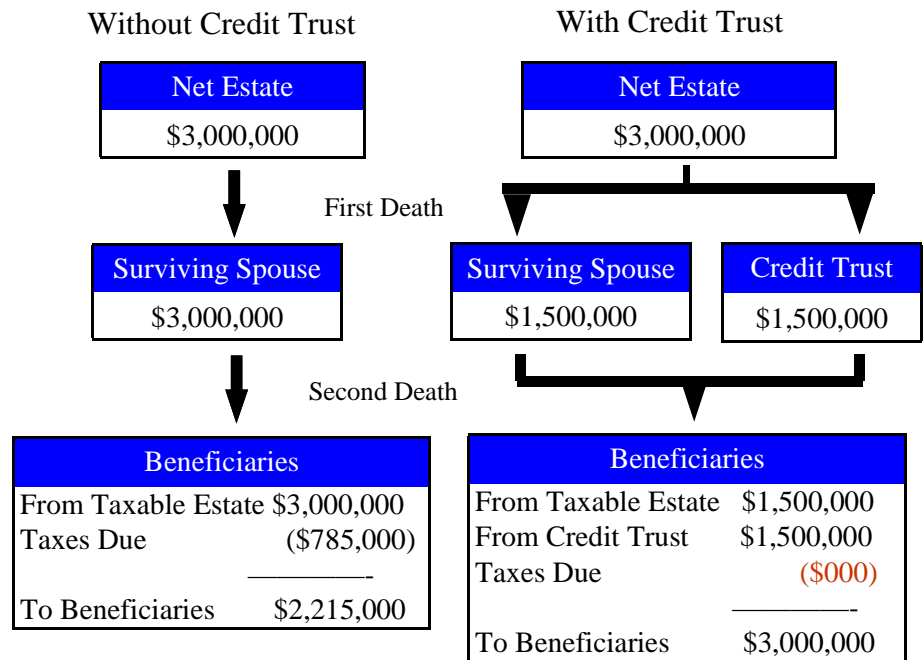 Without Credit Trust
With Credit Trust
Net Estate
$3,000,000
Net Estate
$3,000,000
First Death
Surviving Spouse
$3,000,000
Surviving Spouse
$1,500,000
Credit Trust
$1,500,000
Second Death
Beneficiaries
From Taxable Estate $3,000,000
Taxes Due ($785,000)
To Beneficiaries $2,215,000
Beneficiaries
From Taxable Estate $1,500,000
From Credit Trust $1,500,000
Taxes Due ($000)
To Beneficiaries $3,000,000